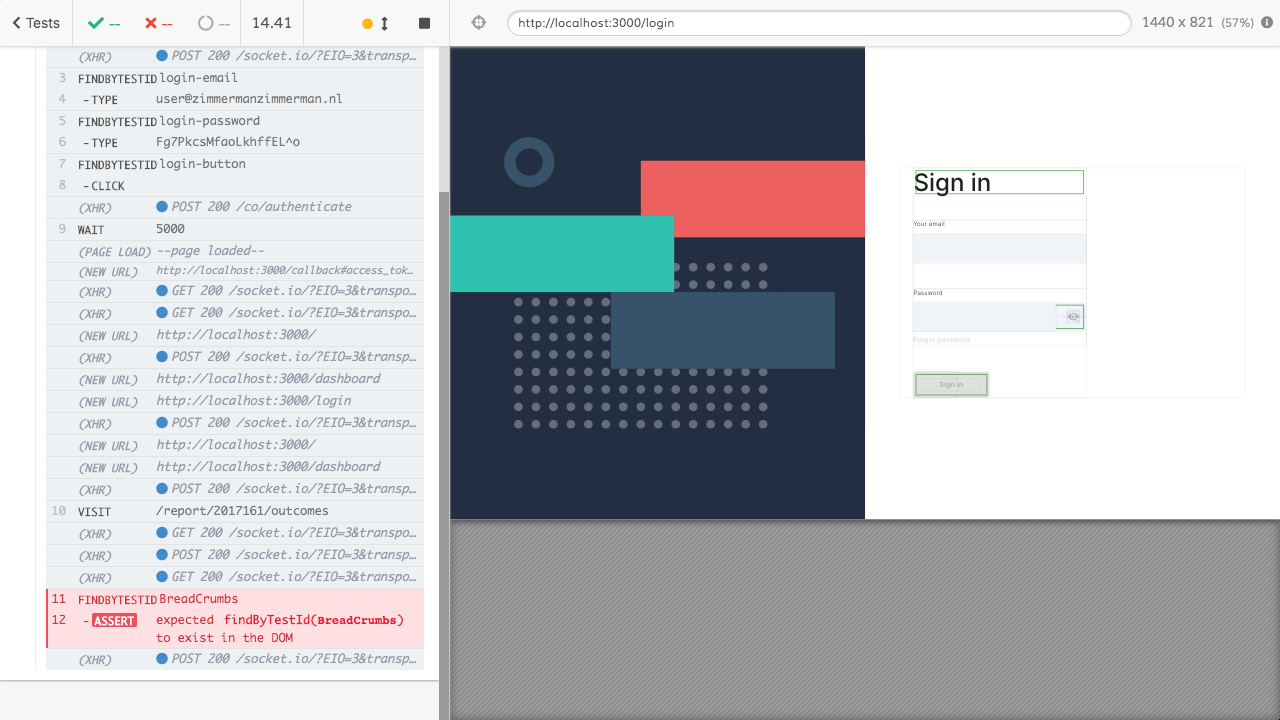 Tests
--
--
--
14.41
http://localhost:3000/login
1440 x 821 (57%)
(XHR) POST 200 /socket.io/?EIO=3&transp…
3 FINDBYTESTID login-email
4 -TYPE user@zimmermanzimmerman.nl
5 FINDBYTESTID login-password
6 -TYPE Fg7PkcsMfaoLkhffEL^o
7 FINDBYTESTID login-button
8 -CLICK
(XHR) POST 200 /co/authenticate
9 WAIT 5000
(PAGE LOAD) --page loaded--
(NEW URL) http://localhost:3000/callback#access_tok…
(XHR) GET 200 /socket.io/?EIO=3&transpo…
(XHR) GET 200 /socket.io/?EIO=3&transpo…
(NEW URL) http://localhost:3000/
(XHR) POST 200 /socket.io/?EIO=3&transp…
(NEW URL) http://localhost:3000/dashboard
(NEW URL) http://localhost:3000/login
(XHR) POST 200 /socket.io/?EIO=3&transp…
(NEW URL) http://localhost:3000/
(NEW URL) http://localhost:3000/dashboard
(XHR) POST 200 /socket.io/?EIO=3&transp…
10 VISIT /report/2017161/outcomes
(XHR) GET 200 /socket.io/?EIO=3&transpo…
(XHR) POST 200 /socket.io/?EIO=3&transp…
(XHR) GET 200 /socket.io/?EIO=3&transpo…
11 FINDBYTESTID BreadCrumbs
12 -ASSERT expected findByTestId(BreadCrumbs)
to exist in the DOM
(XHR) POST 200 /socket.io/?EIO=3&transp…
Sign in
Your email
Password
Forgot password
Sign in